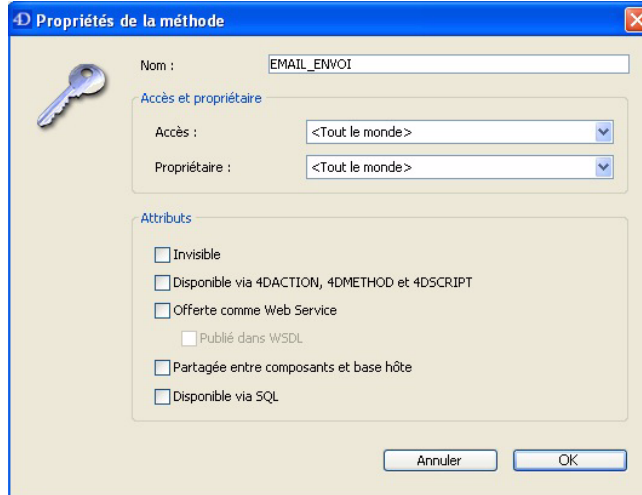 4D Propriétés de la méthode
Nom : EMAIL_ENVOI
Accès et propriétaire
Accès : <Tout le monde>
Propriétaire : <Tout le monde>
Attributs
Invisible
Disponible via 4DACTION, 4DMETHOD et 4DSCRIPT
Offerte comme Web Service
Publié dans WSDL
Partagée entre composants et base hôte
Disponible via SQL
Annuler OK